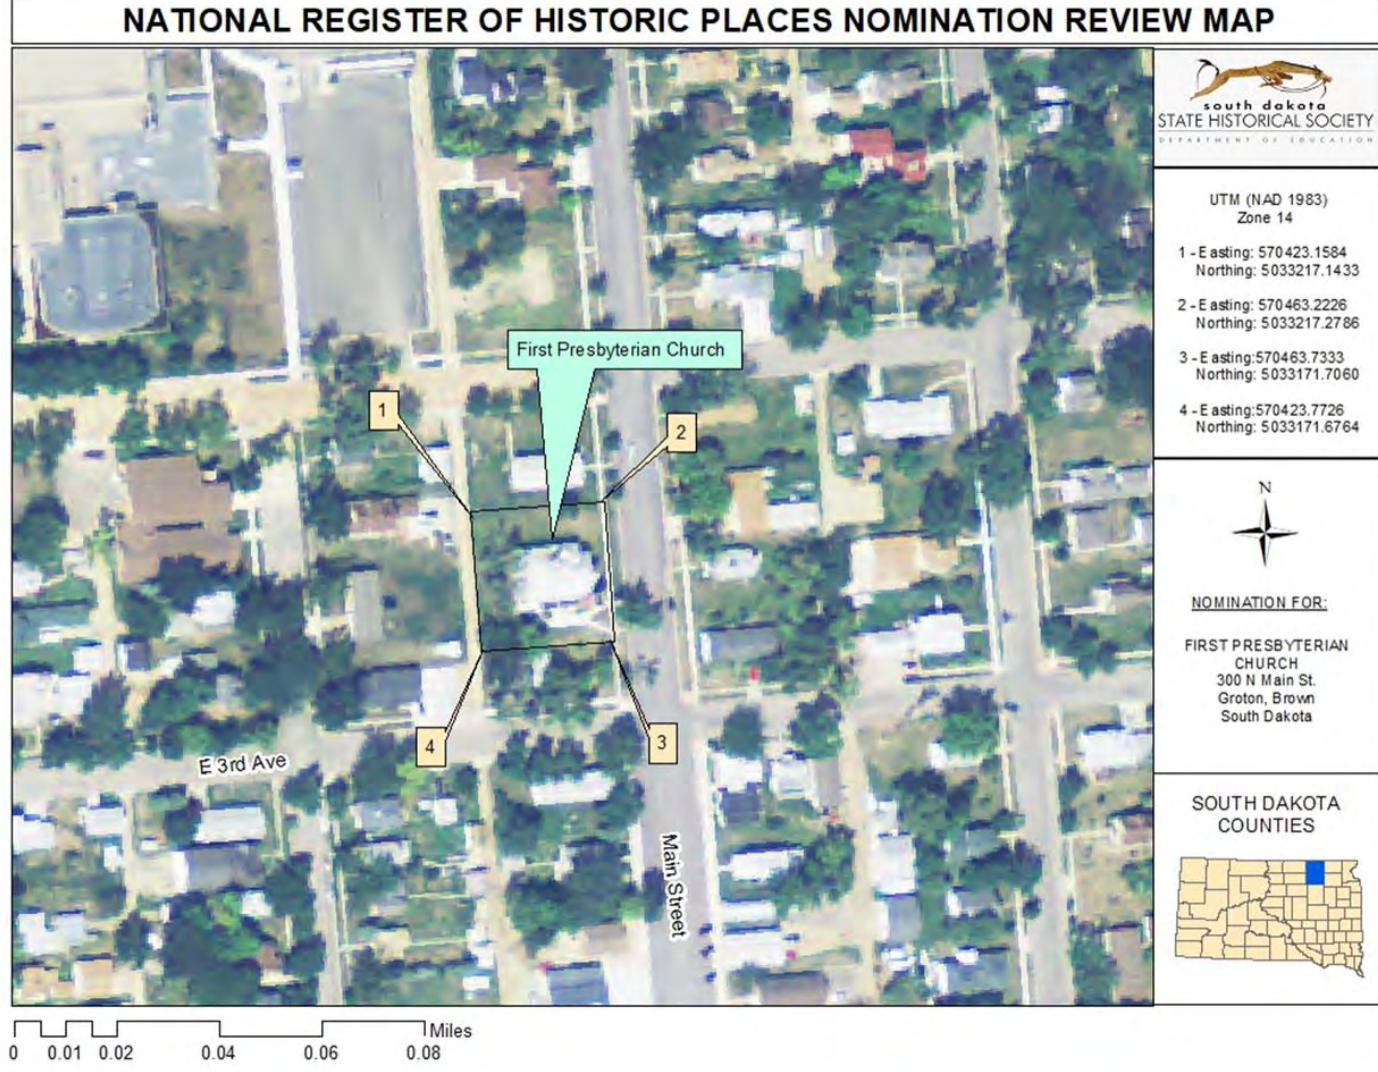 NATIONAL REGISTER OF HISTORIC PLACES NOMINATION REVIEW MAP
south dakota
STATE HISTORICAL SOCIETY
DEPARTMENT OF EDUCATION
UTM (NAD 1983)
Zone 14
1 - Easting: 570423.1584
Northing: 5033217.1433
2 - Easting: 570463.2226
Northing: 5033217.2786
3 - Easting:570463.7333
Northing: 5033171.7060
4 - Easting:570423.7726
Northing: 5033171.6764
First Presbyterian Church
1
2
4
3
E 3rd Ave
Main Street
N
NOMINATION FOR:
FIRST PRESBYTERIAN
CHURCH
300 N Main St.
Groton, Brown
South Dakota
SOUTH DAKOTA
COUNTIES
Miles
0 0.01 0.02 0.04 0.06 0.08